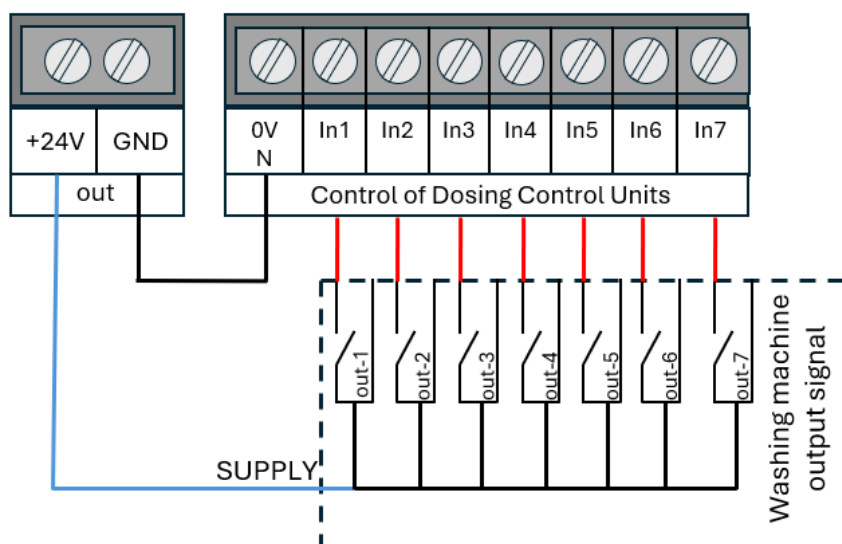 +24V
GND
out
0V
N
In1
In2
In3
In4
In5
In6
In7
Control of Dosing Control Units
out-1
out-2
out-3
out-4
out-5
out-6
out-7
Washing machine
output signal
SUPPLY